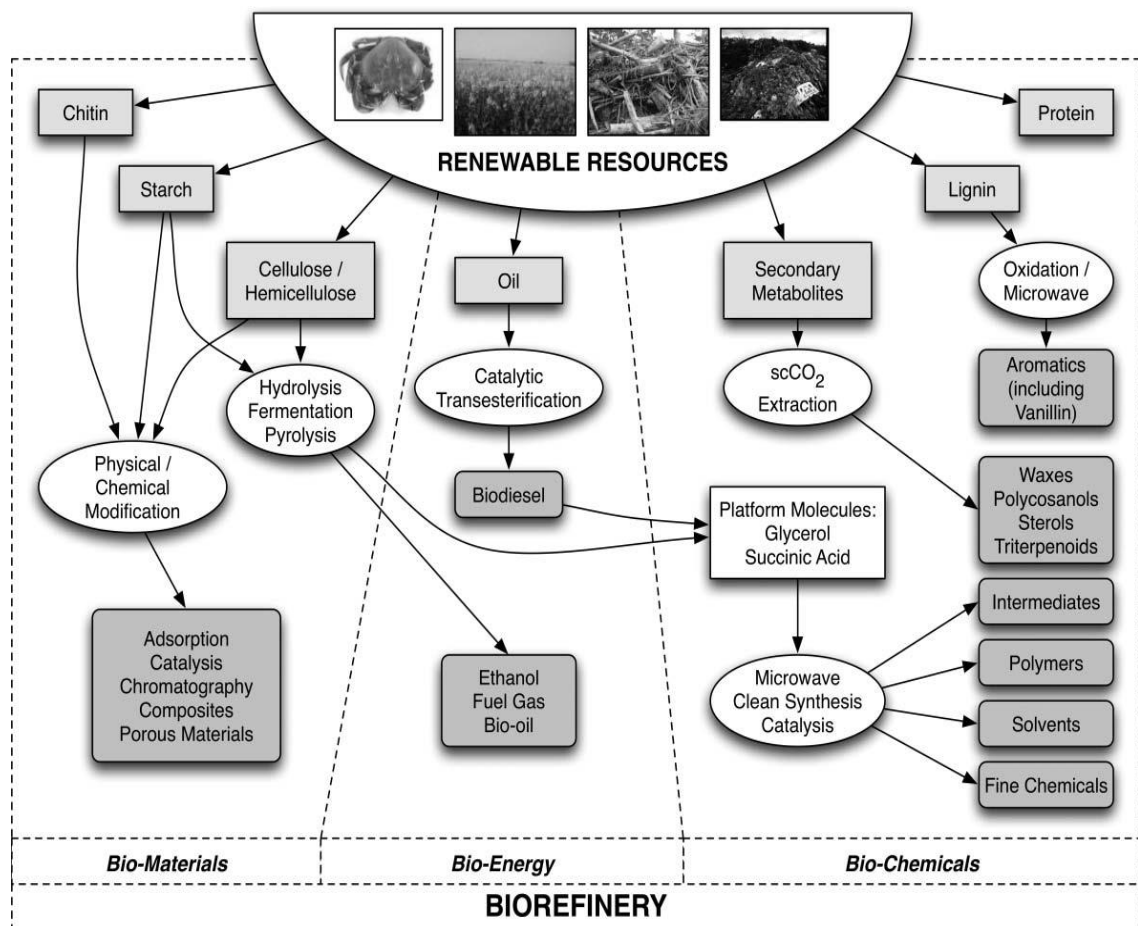 RENEWABLE RESOURCES
Chitin
Protein
Starch
Lignin
Cellulose /
Hemicellulose
Oil
Secondary
Metabolites
Oxidation /
Microwave
Hydrolysis
Fermentation
Pyrolysis
Catalytic
Transesterification
scCO2
Extraction
Aromatics
(including
Vanillin)
Physical /
Chemical
Modification
Biodiesel
Platform Molecules:
Glycerol
Succinic Acid
Waxes
Polycosanols
Sterols
Triterpenoids
Intermediates
Adsorption
Catalysis
Chromatography
Composites
Porous Materials
Ethanol
Fuel Gas
Bio-oil
Microwave
Clean Synthesis
Catalysis
Polymers
Solvents
Fine Chemicals
Bio-Materials
Bio-Energy
Bio-Chemicals
BIOREFINERY